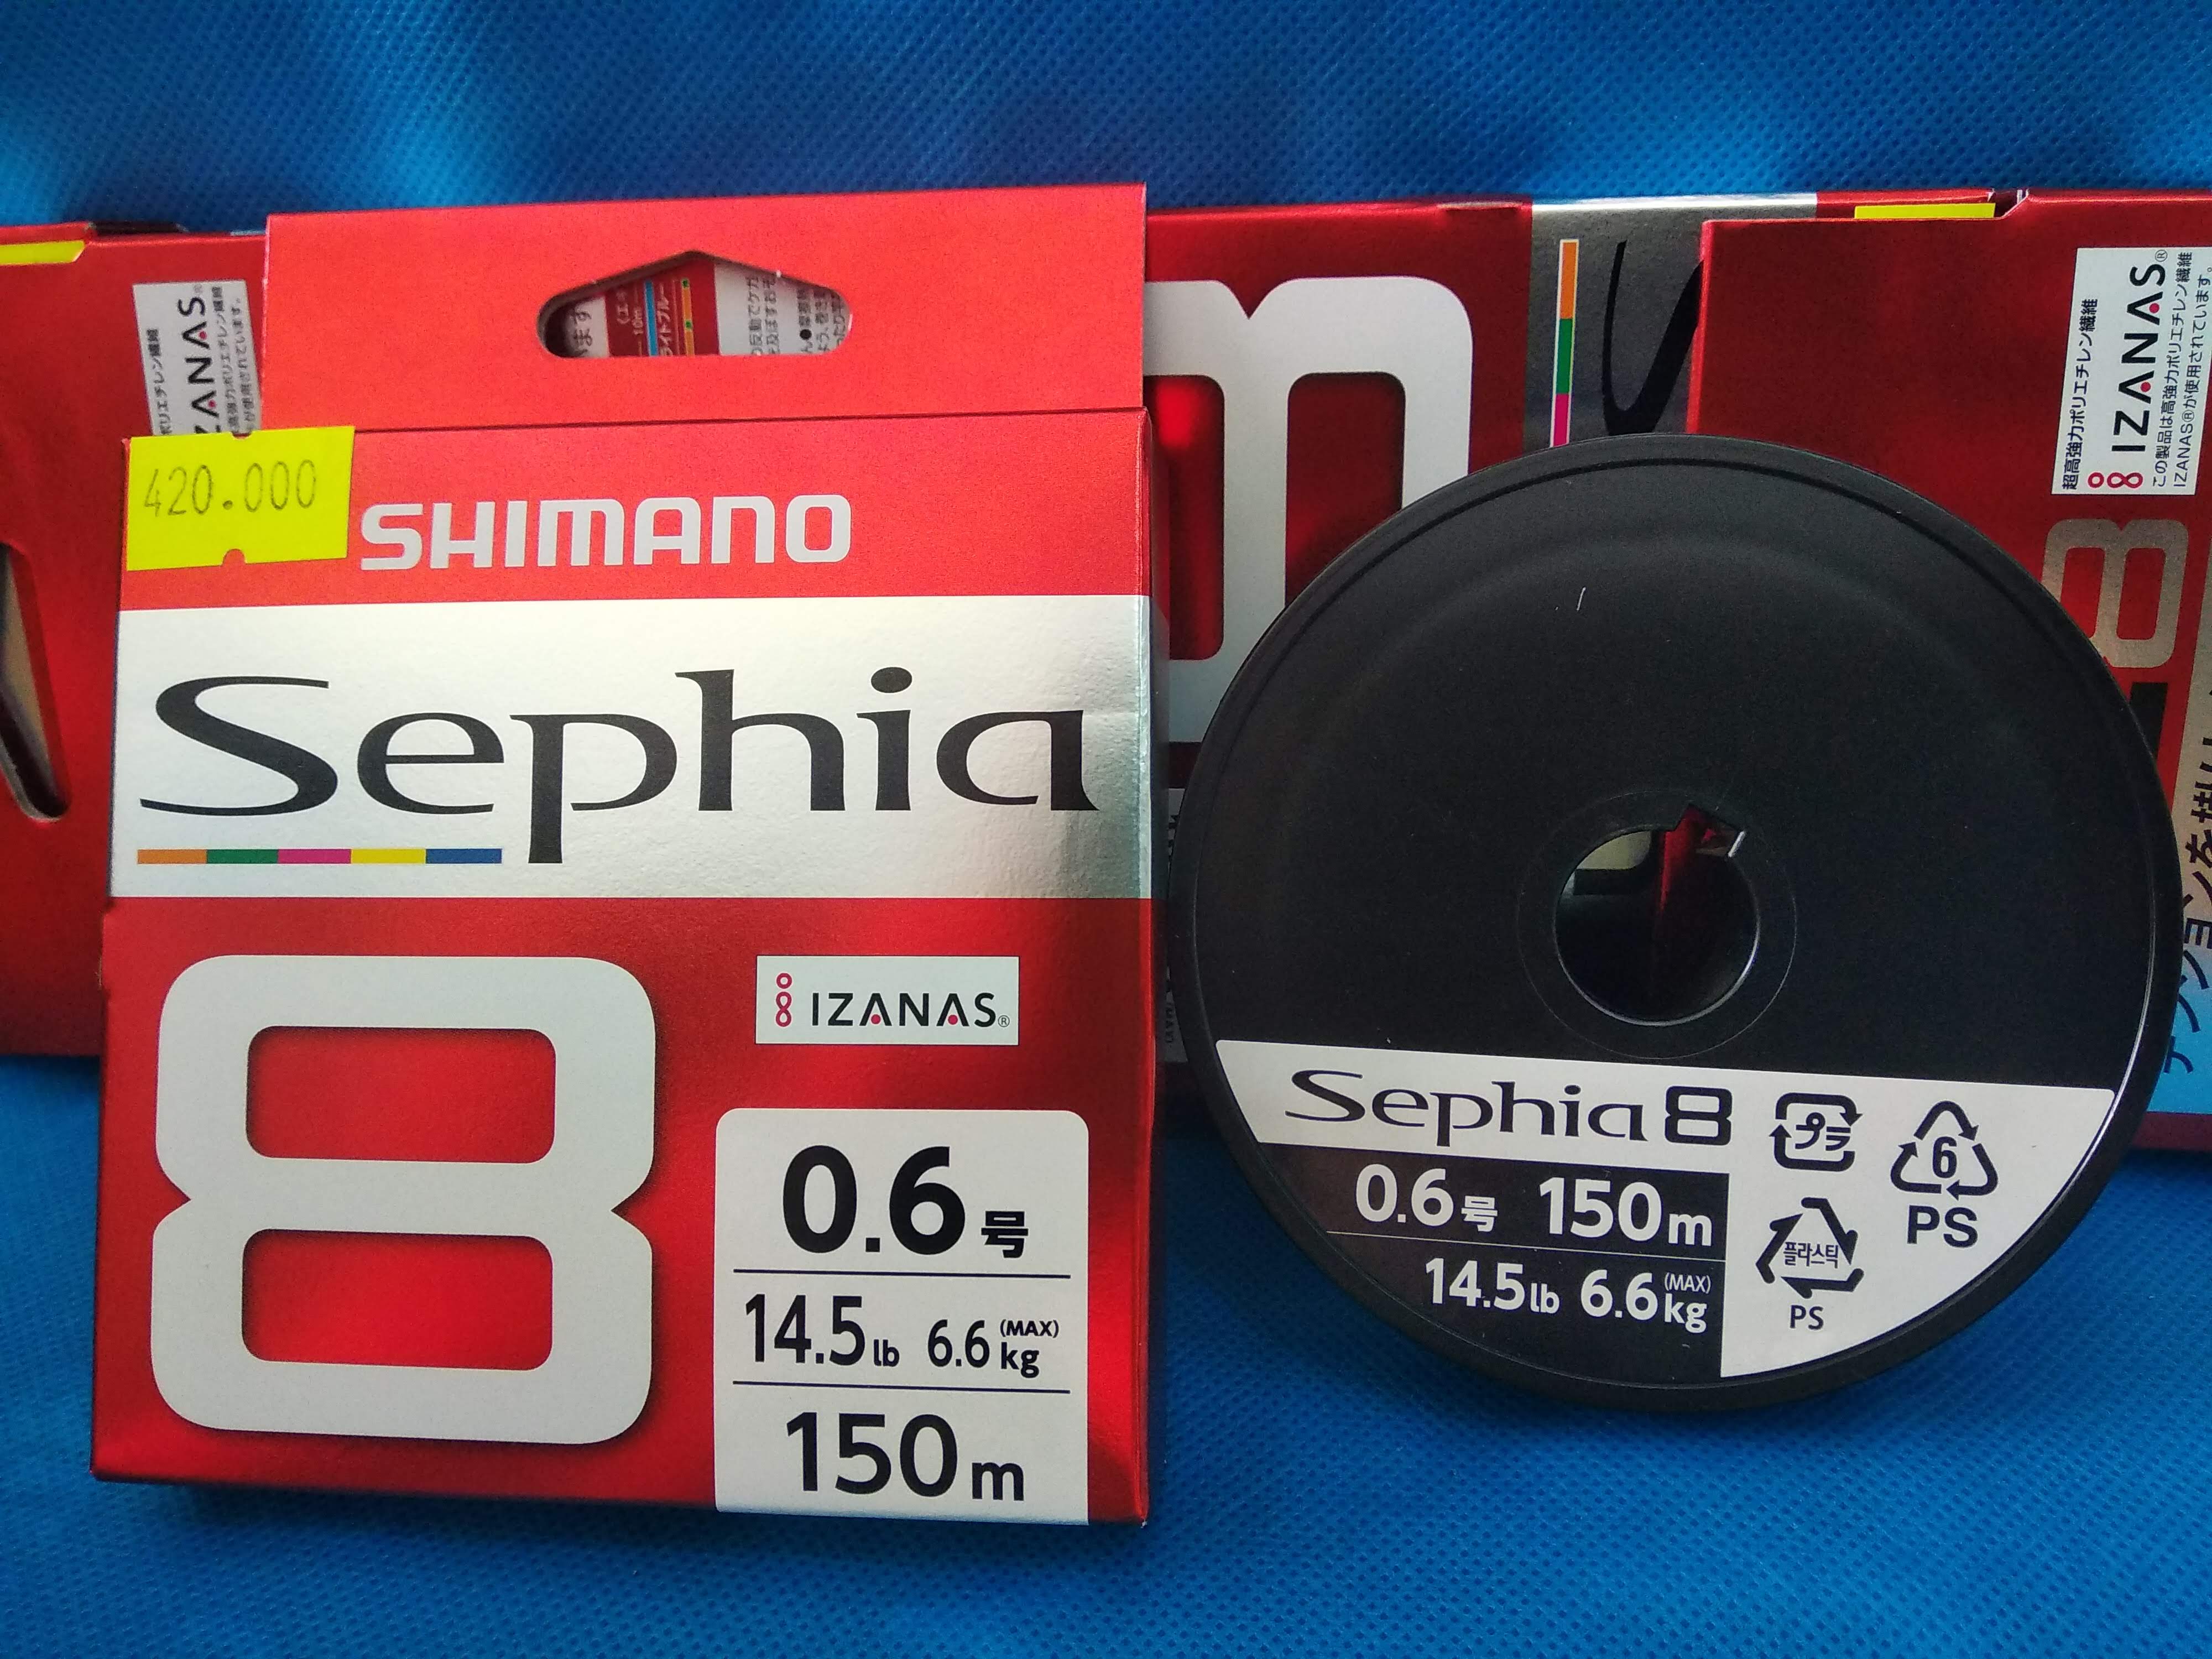 420.000
SHIMANO
Sephia
8
IZANAS®
0.6号
14.5lb 6.6kg (MAX)
150m
Sephia 8
0.6号 150m
14.5lb 6.6kg (MAX)
プラ
6
PS
플라스틱
PS
超高強力ポリエチレン繊維
IZANAS®
この製品は高強力ポリエチレン繊維
IZANAS®が使用されています。
8